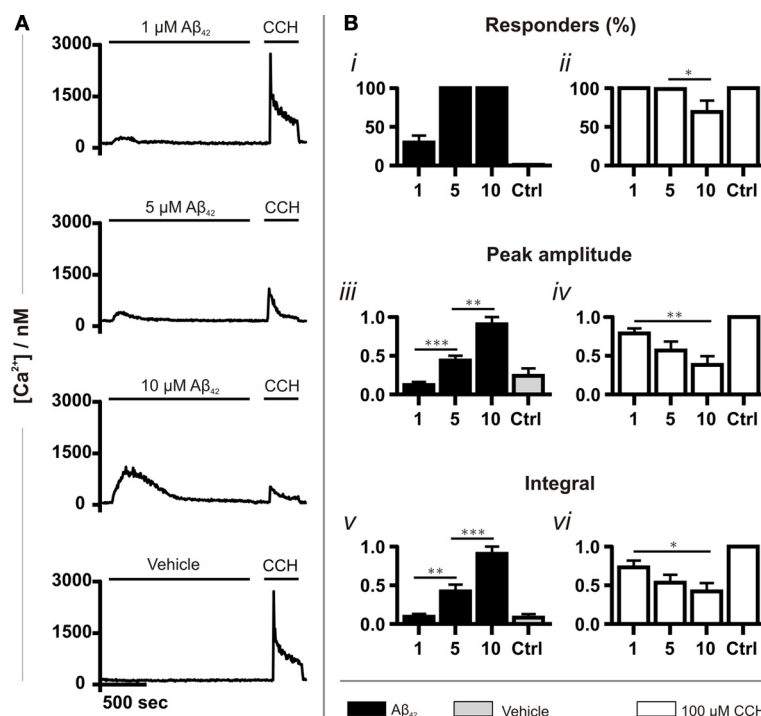 A
1 µM Aβ42
CCH
3000
1500
0
5 µM Aβ42
CCH
3000
1500
0
10 µM Aβ42
CCH
3000
1500
0
Vehicle
CCH
3000
1500
0
500 sec
[Ca2+] / nM
B
Responders (%)
i
100
50
0
1 5 10 Ctrl
ii
*
100
50
0
1 5 10 Ctrl
Peak amplitude
iii
***
**
1.0
0.5
0.0
1 5 10 Ctrl
iv
**
1.0
0.5
0.0
1 5 10 Ctrl
Integral
v
**
***
1.0
0.5
0.0
1 5 10 Ctrl
vi
*
1.0
0.5
0.0
1 5 10 Ctrl
Aβ42 Vehicle 100 µM CCH